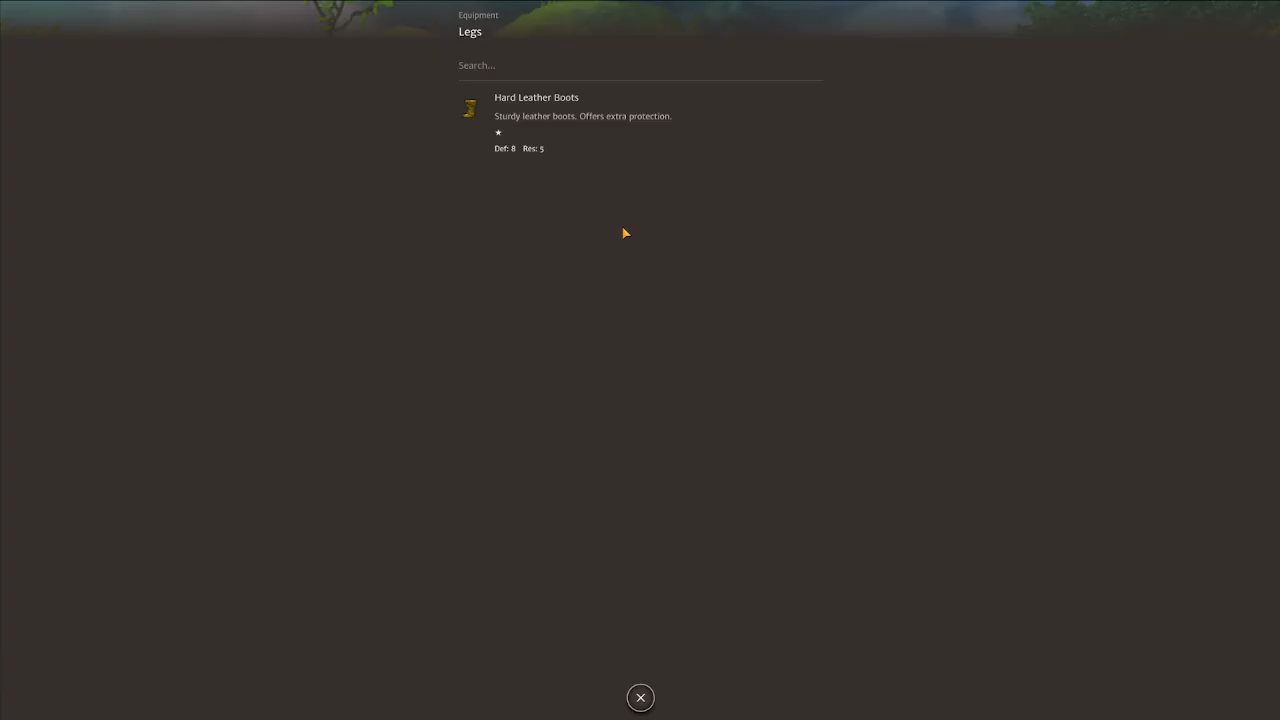 Equipment
Legs
Search...
Hard Leather Boots
Sturdy leather boots. Offers extra protection.
★
Def: 8 Res: 5